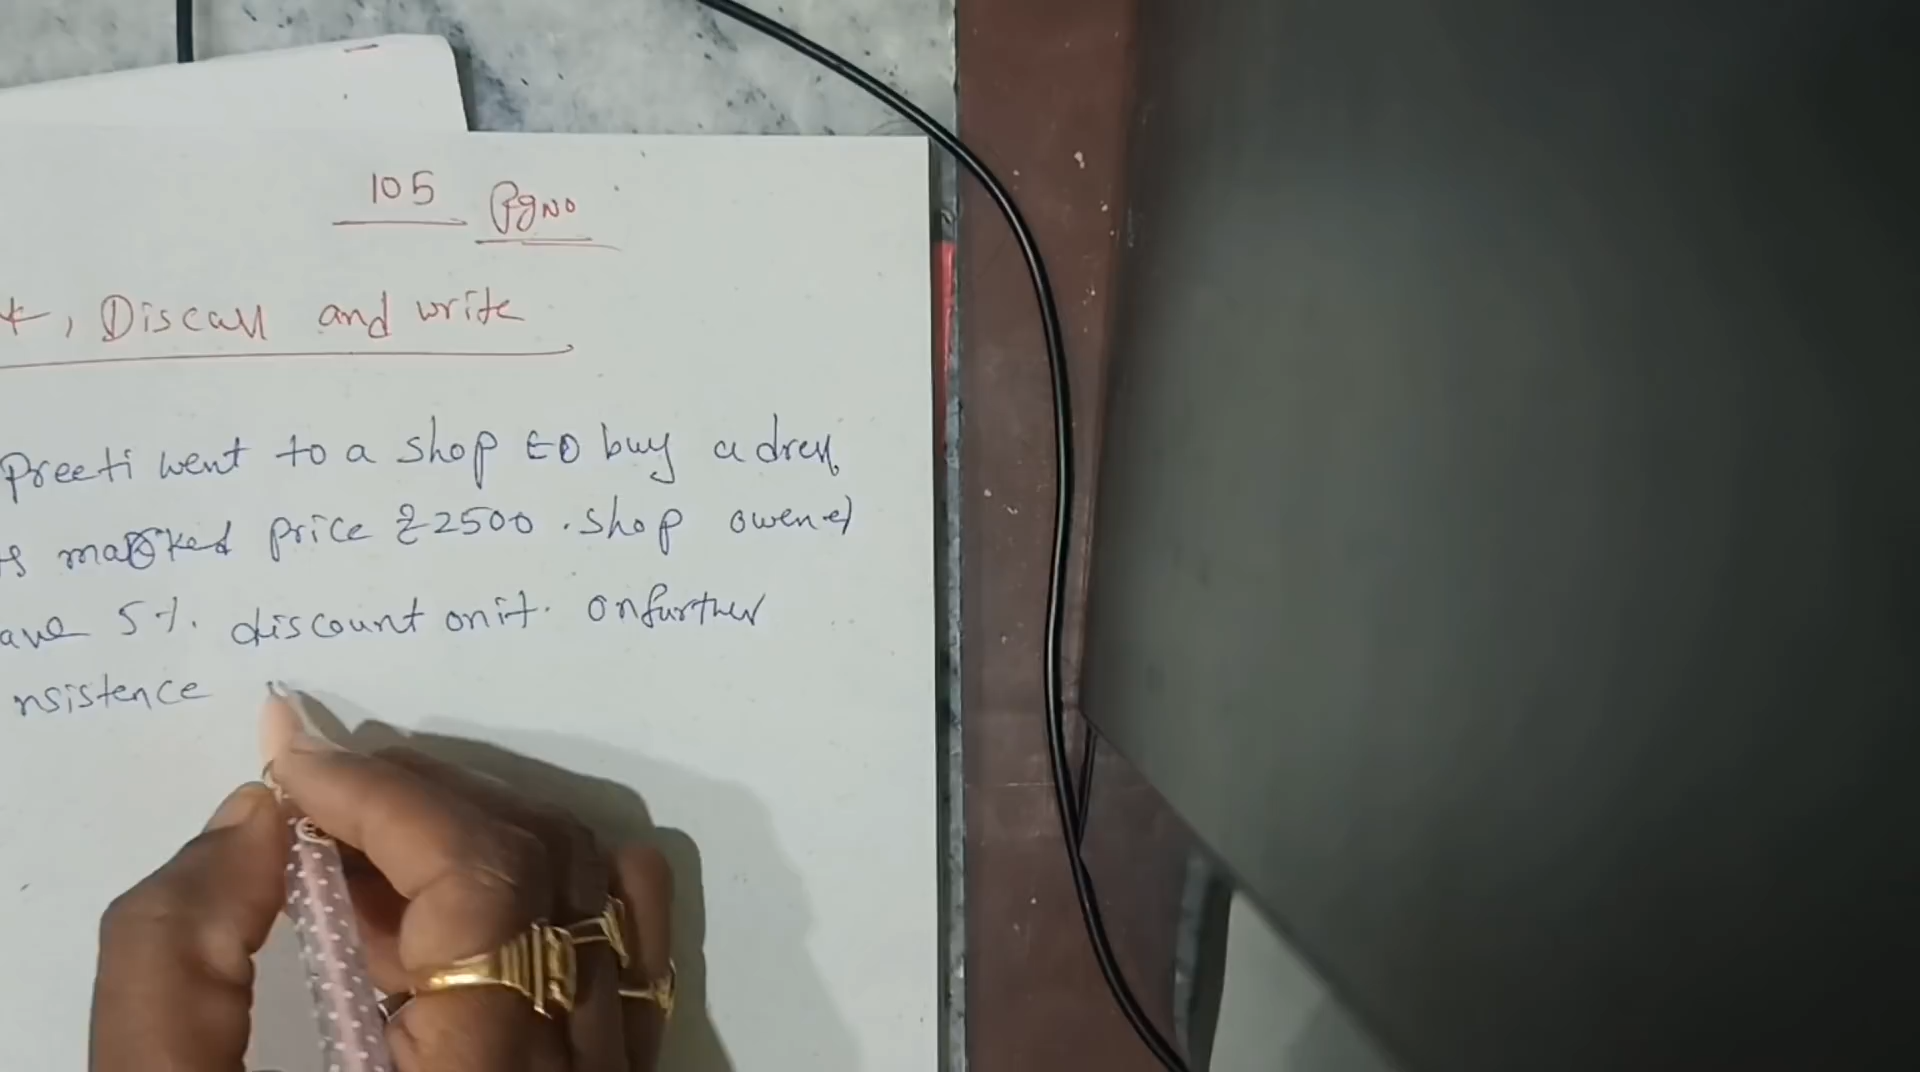 105 Pg No
, Discuss and write
Preeti went to a shop to buy a dress
marked price ₹2500 . shop owener
5%. discount on it. on further
nsistence